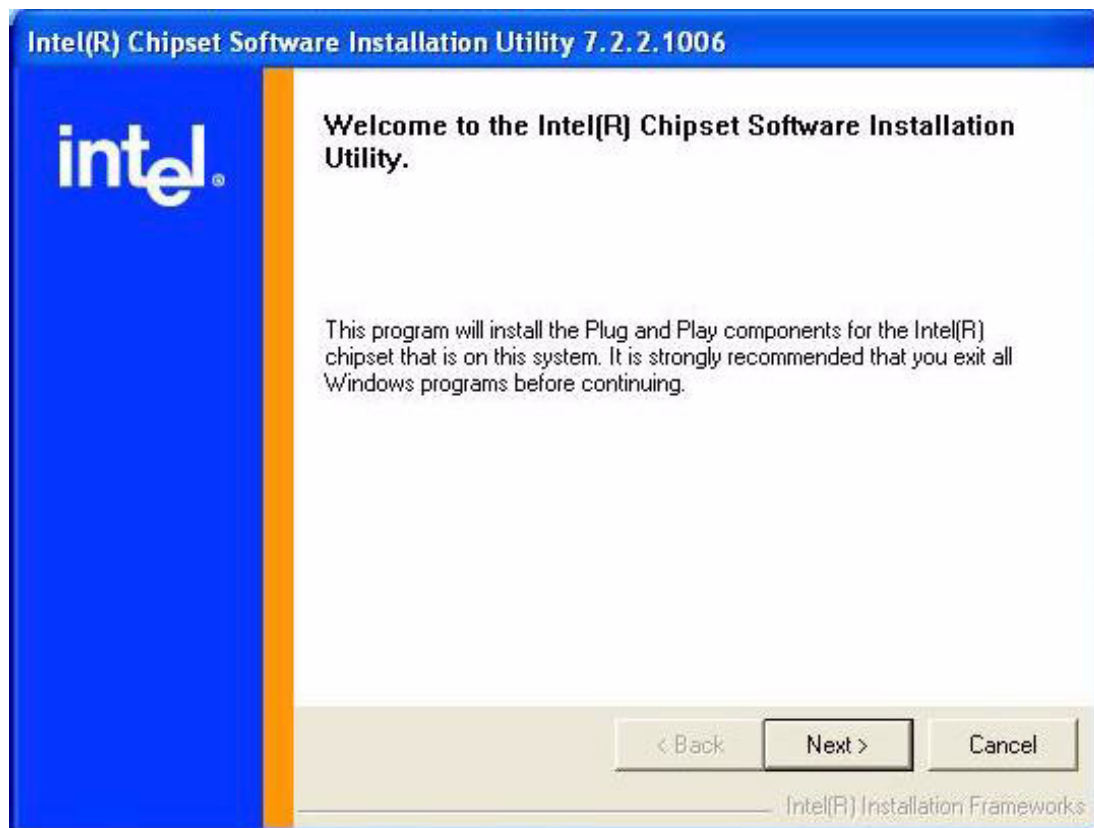 Intel(R) Chipset Software Installation Utility 7.2.2.1006
intel®
Welcome to the Intel(R) Chipset Software Installation
Utility.
This program will install the Plug and Play components for the Intel(R)
chipset that is on this system. It is strongly recommended that you exit all
Windows programs before continuing.
< Back
Next >
Cancel
Intel(R) Installation Frameworks